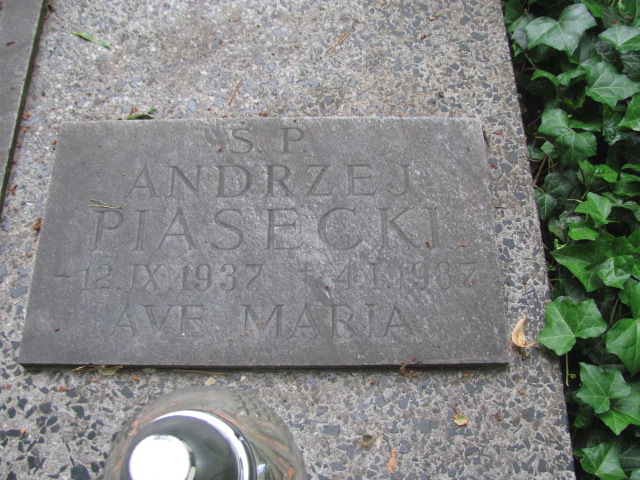 Ś. P.
ANDRZEJ
PIASECKI
* 12 IX 1937 † 4 I 1987
AVE MARIA